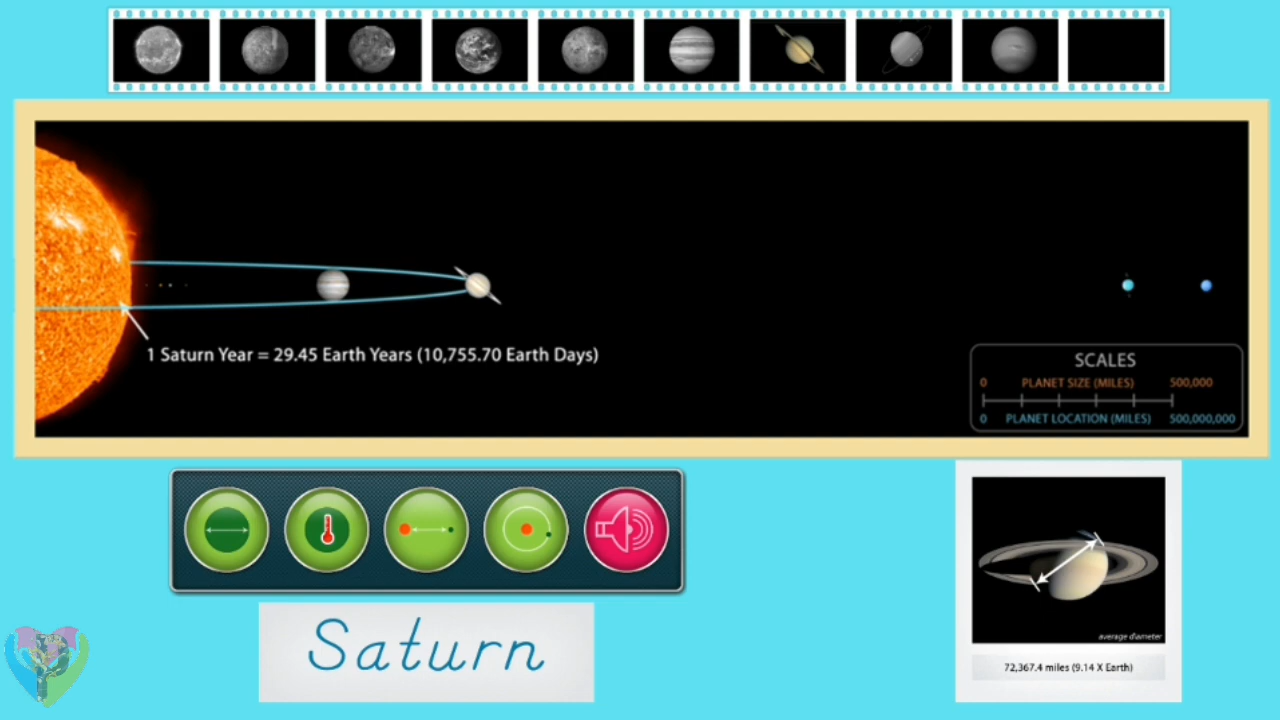 1 Saturn Year = 29.45 Earth Years (10,755.70 Earth Days)
SCALES
0 PLANET SIZE (MILES) 500,000
0 PLANET LOCATION (MILES) 500,000,000
average diameter
72,367.4 miles (9.14 X Earth)
Saturn